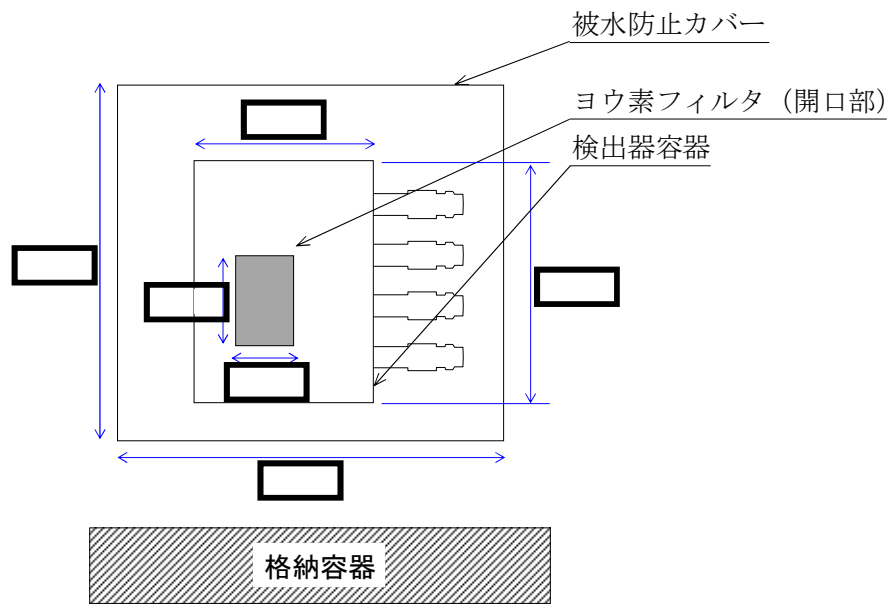 被水防止カバー
ヨウ素フィルタ（開口部）
検出器容器
格納容器